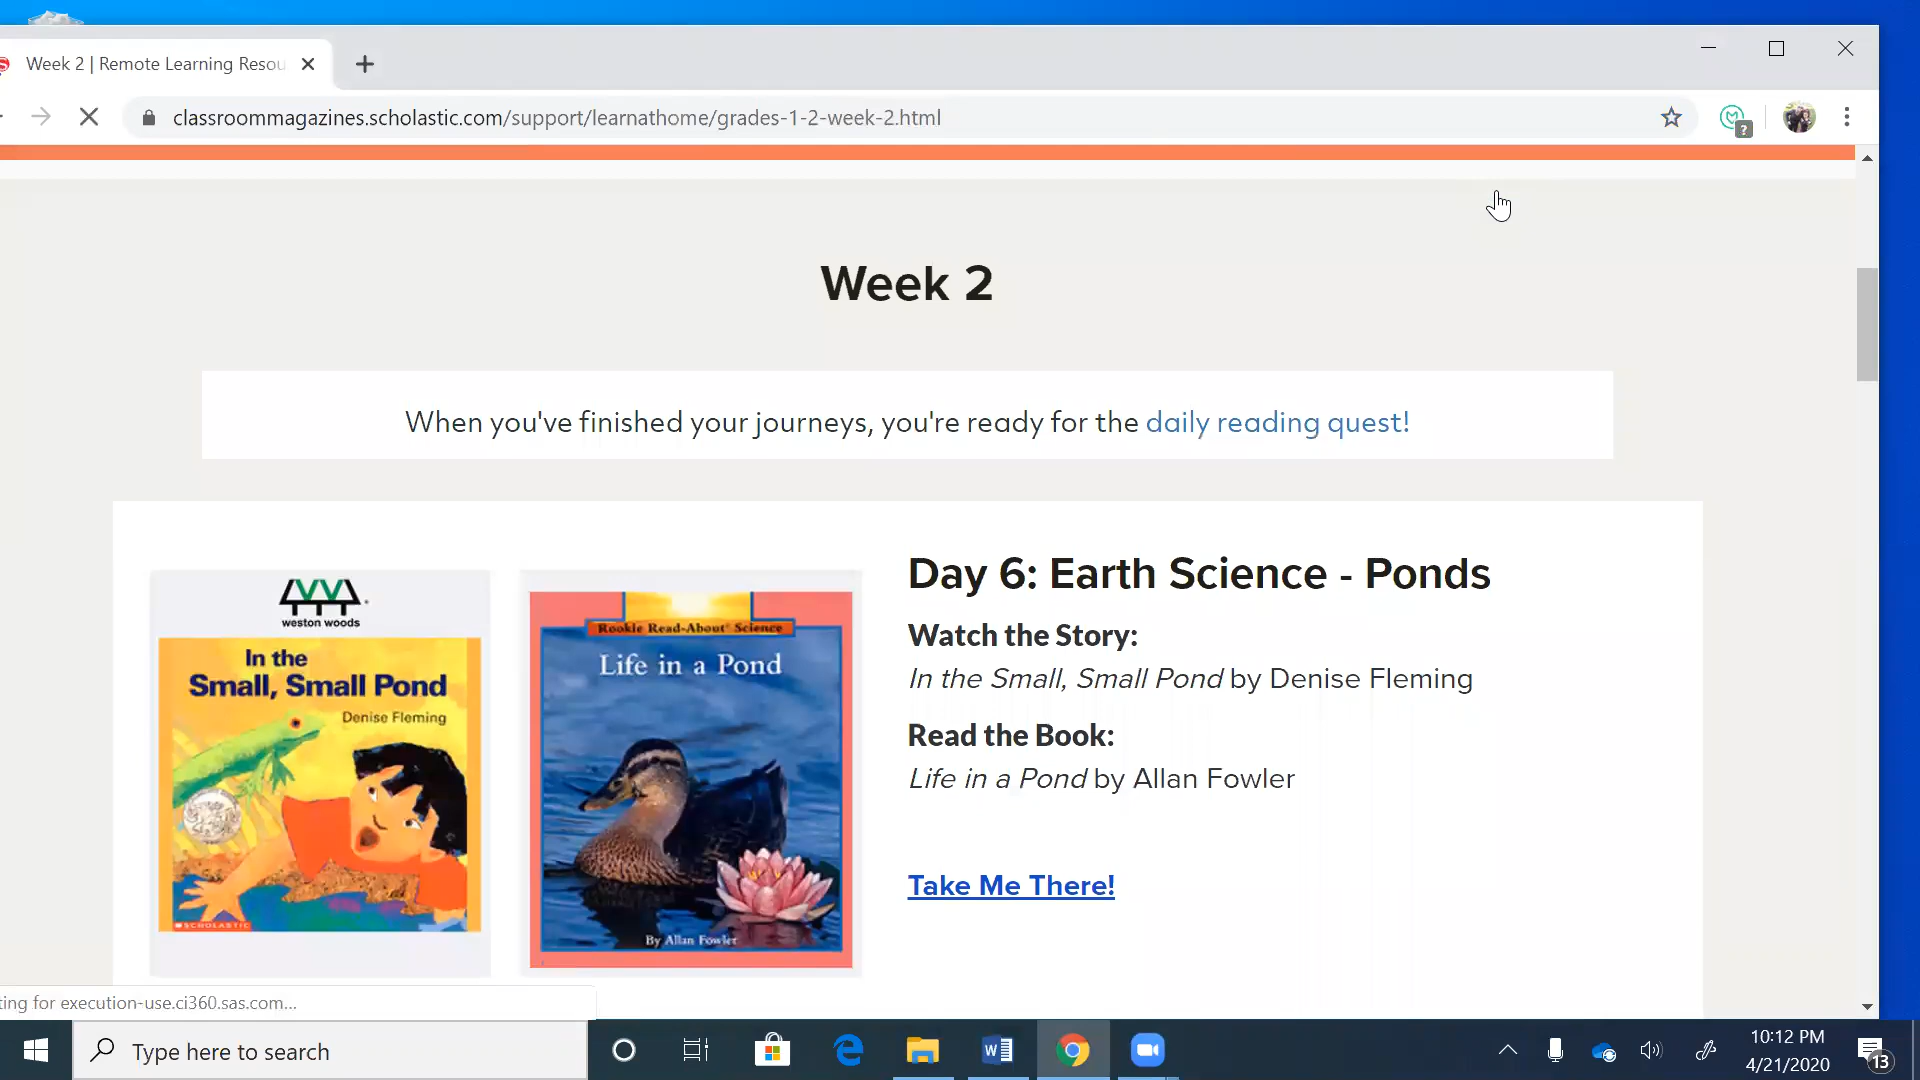 Week 2 | Remote Learning Resou
classroommagazines.scholastic.com/support/learnathome/grades-1-2-week-2.html
Week 2
When you've finished your journeys, you're ready for the daily reading quest!
weston woods
In the
Small, Small Pond
Denise Fleming
SCHOLASTIC
Rookie Read-About® Science
Life in a Pond
By Allan Fowler
Day 6: Earth Science - Ponds
Watch the Story:
In the Small, Small Pond by Denise Fleming
Read the Book:
Life in a Pond by Allan Fowler
Take Me There!
ting for execution-use.ci360.sas.com...
Type here to search
10:12 PM
4/21/2020
13